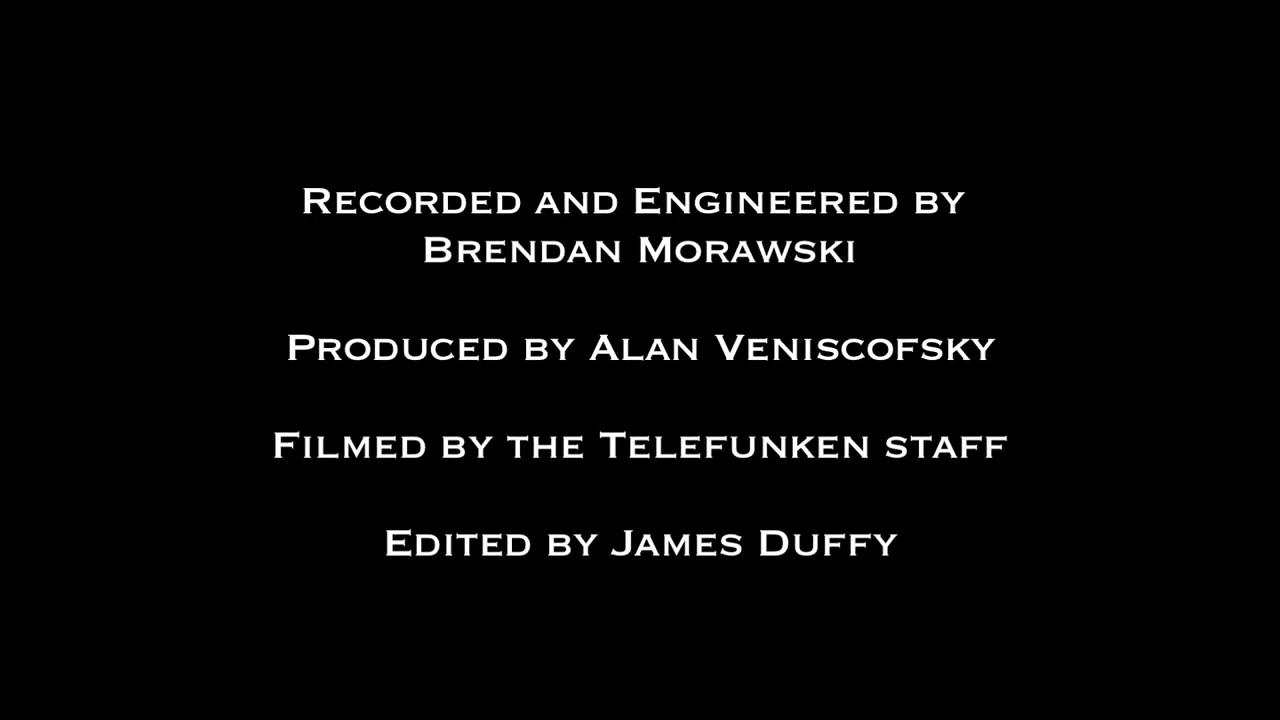 Recorded and Engineered by
Brendan Morawski
Produced by Alan Veniscofsky
Filmed by the Telefunken staff
Edited by James Duffy